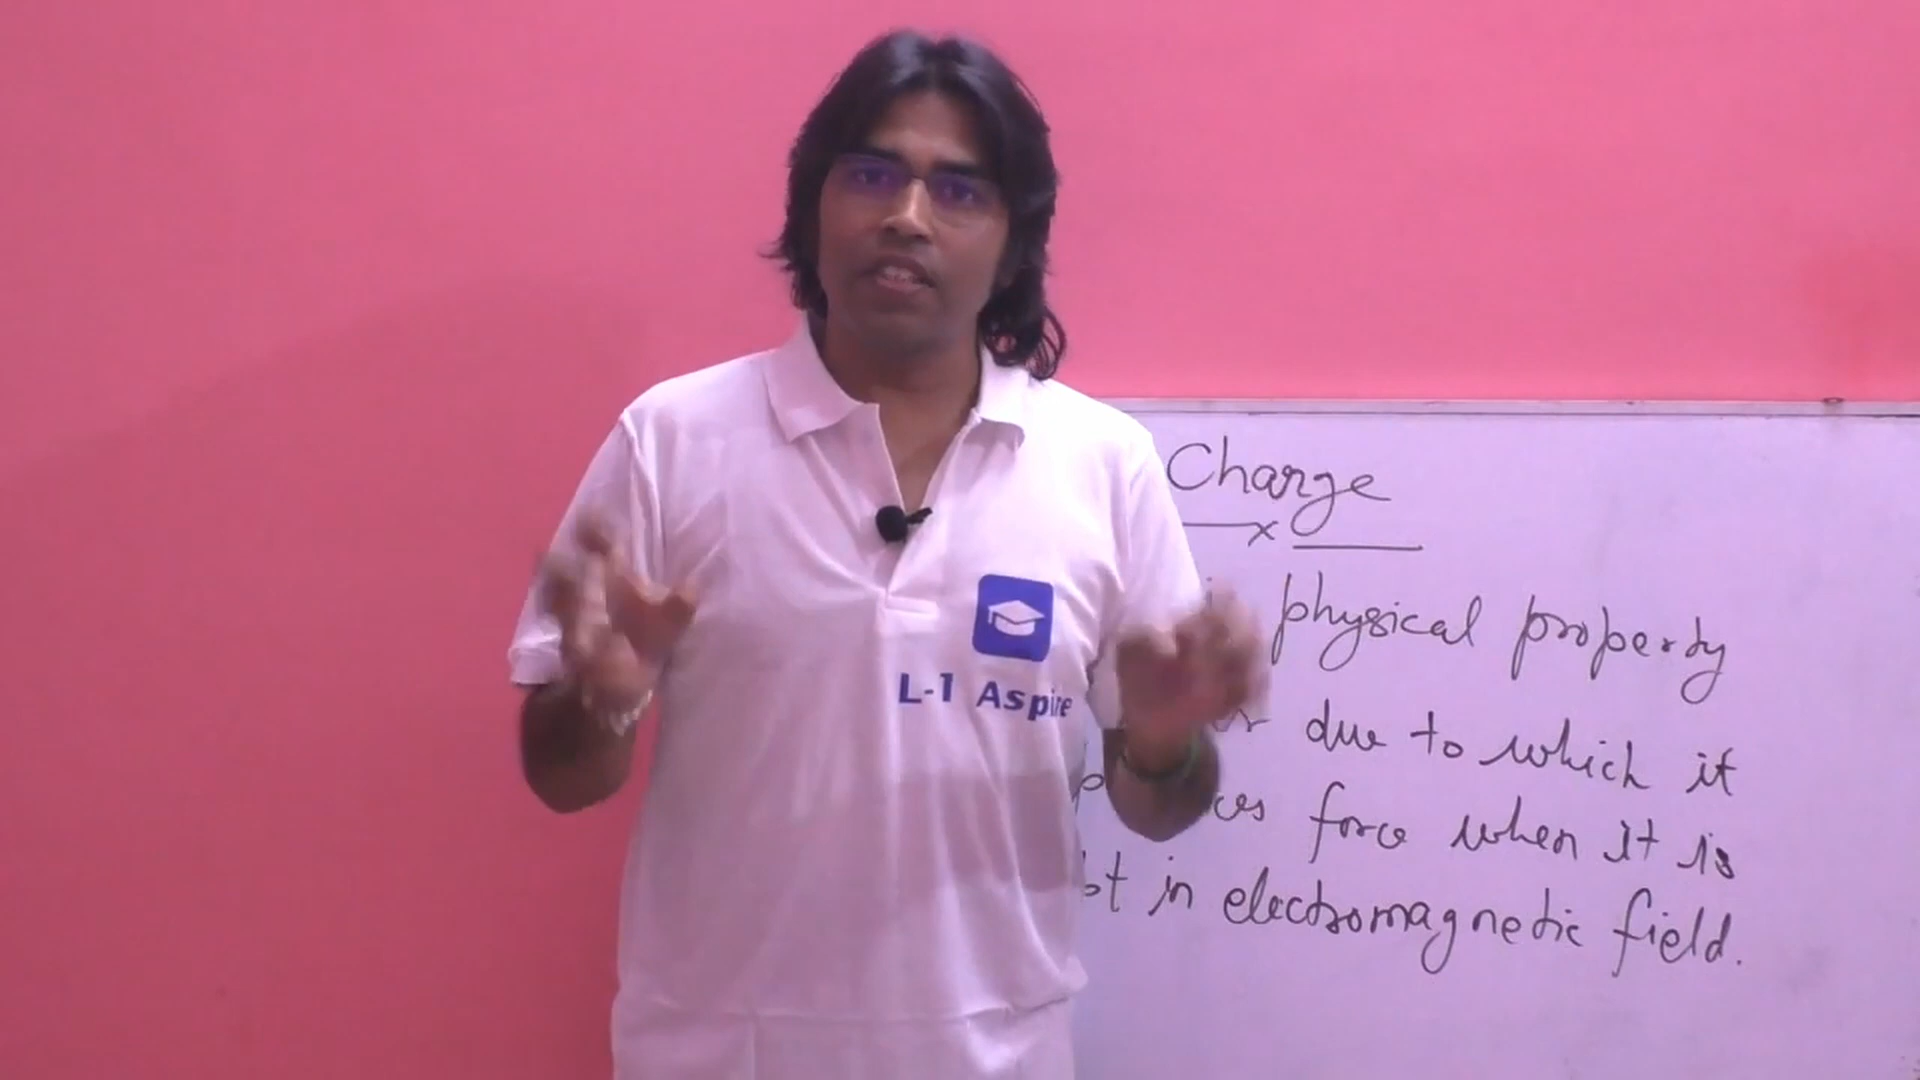 Charge
physical property
due to which it
force when it is
in electromagnetic field.
L-1 Aspire